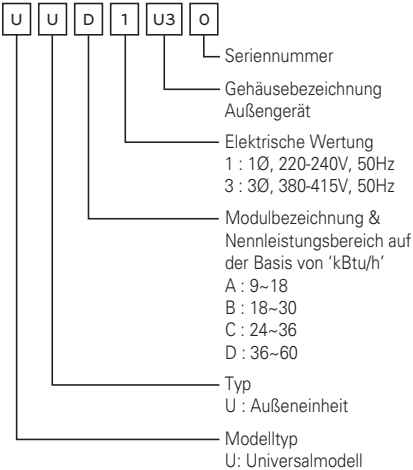 U U D 1 U3 0
Seriennummer
Gehäusebezeichnung
Außengerät
Elektrische Wertung
1 : 1Ø, 220-240V, 50Hz
3 : 3Ø, 380-415V, 50Hz
Modulbezeichnung &
Nennleistungsbereich auf
der Basis von ‘kBtu/h’
A : 9~18
B : 18~30
C : 24~36
D : 36~60
Typ
U : Außeneinheit
Modelltyp
U: Universalmodell